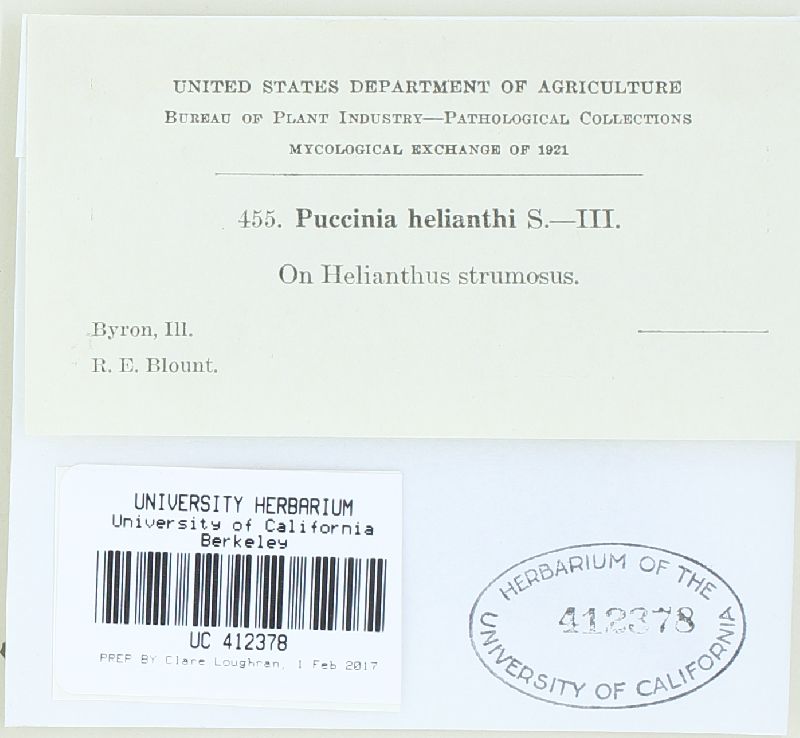 UNITED STATES DEPARTMENT OF AGRICULTURE
BUREAU OF PLANT INDUSTRY—PATHOLOGICAL COLLECTIONS
MYCOLOGICAL EXCHANGE OF 1921
455. Puccinia helianthi S.—III.
On Helianthus strumosus.
Byron, Ill.
R. E. Blount.
UNIVERSITY HERBARIUM
University of California
Berkeley
UC 412378
PREP BY Clare Loughran, 1 Feb 2017
HERBARIUM OF THE
412378
UNIVERSITY OF CALIFORNIA